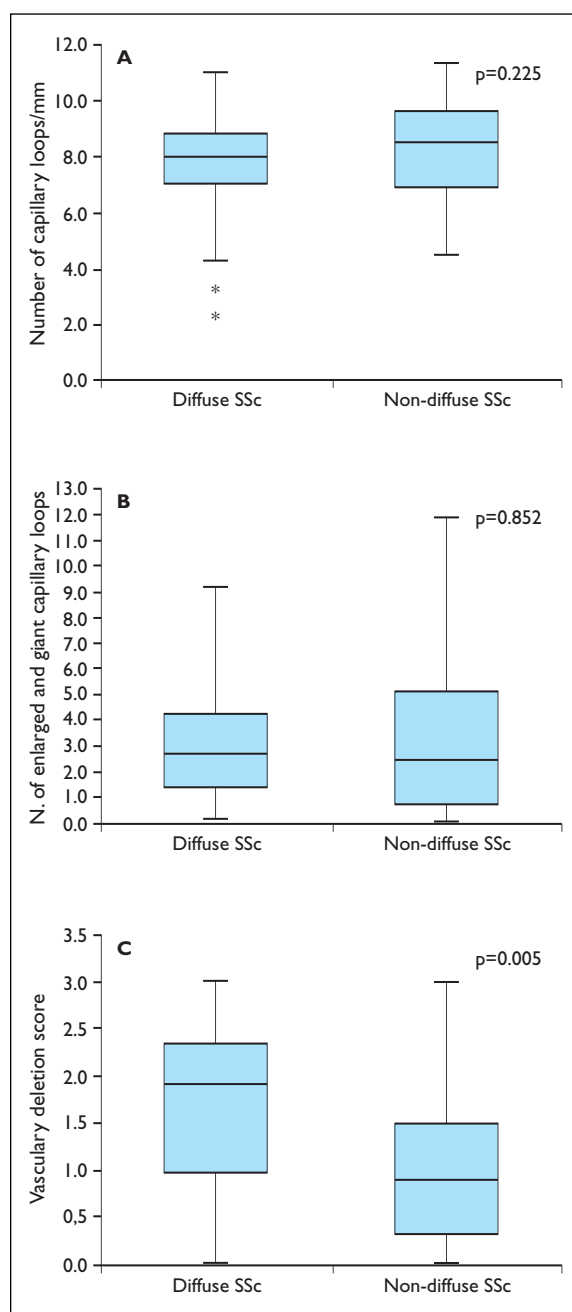 A
p=0.225
Number of capillary loops/mm
12.0
10.0
8.0
6.0
4.0
2.0
0.0
*
*
Diffuse SSc
Non-diffuse SSc
B
p=0.852
N. of enlarged and giant capillary loops
13.0
12.0
11.0
10.0
9.0
8.0
7.0
6.0
5.0
4.0
3.0
2.0
1.0
0.0
Diffuse SSc
Non-diffuse SSc
C
p=0.005
Vasculary deletion score
3.5
3.0
2.5
2.0
1.5
1.0
0,5
0.0
Diffuse SSc
Non-diffuse SSc